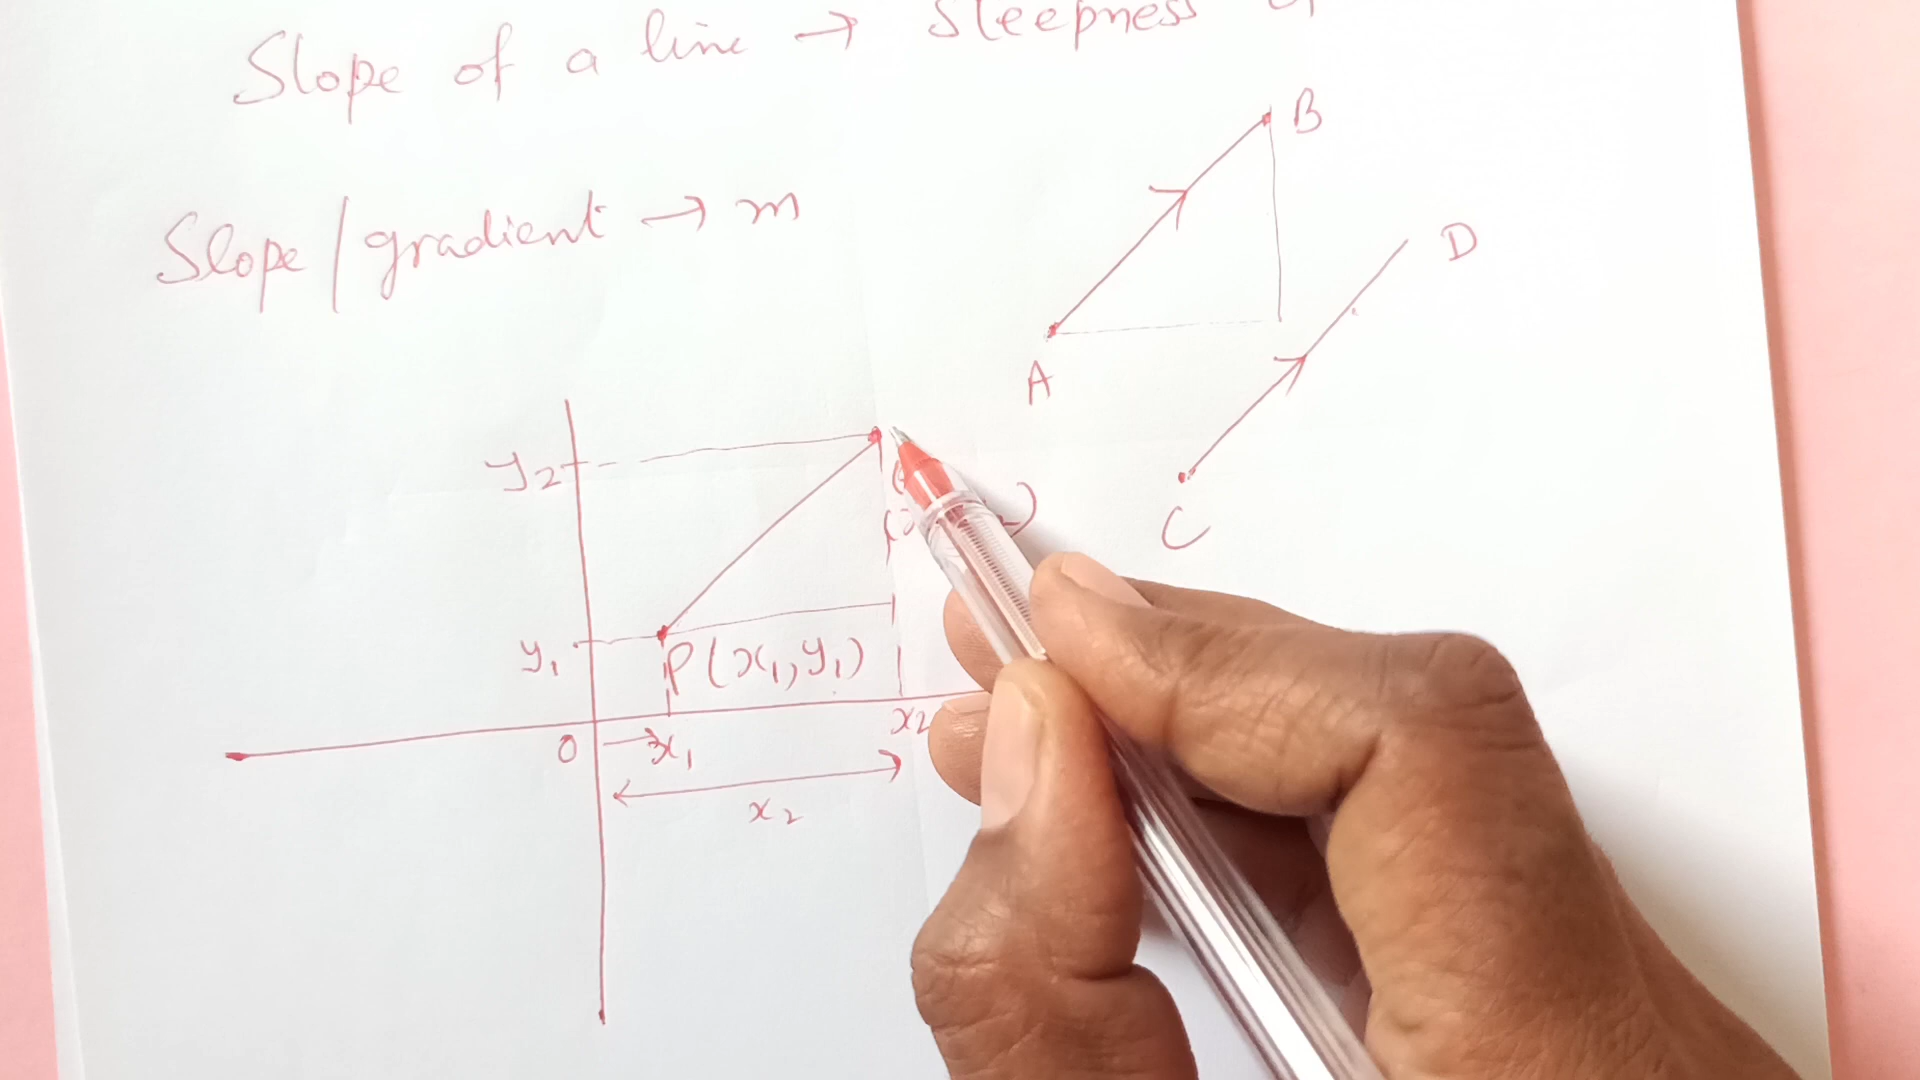 Slope of a line → Steepness
Slope/gradient → m
B
D
A
C
y₂
y₁
P(x₁,y₁)
0
x₁
x₂
x₂